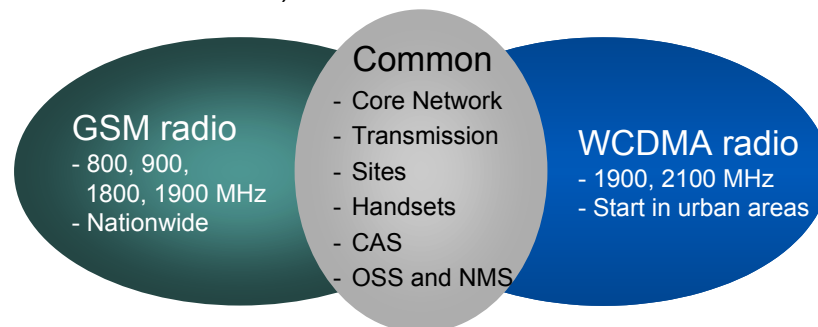 GSM radio
- 800, 900,
1800, 1900 MHz
- Nationwide
Common
- Core Network
- Transmission
- Sites
- Handsets
- CAS
- OSS and NMS
WCDMA radio
- 1900, 2100 MHz
- Start in urban areas